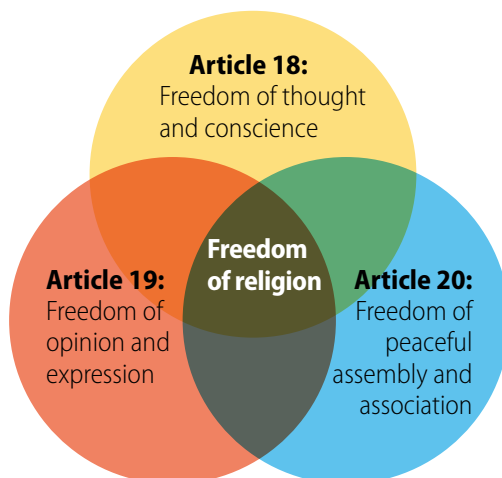 Article 18:
Freedom of thought
and conscience
Freedom
of religion
Article 19:
Freedom of
opinion and
expression
Article 20:
Freedom of
peaceful
assembly and
association